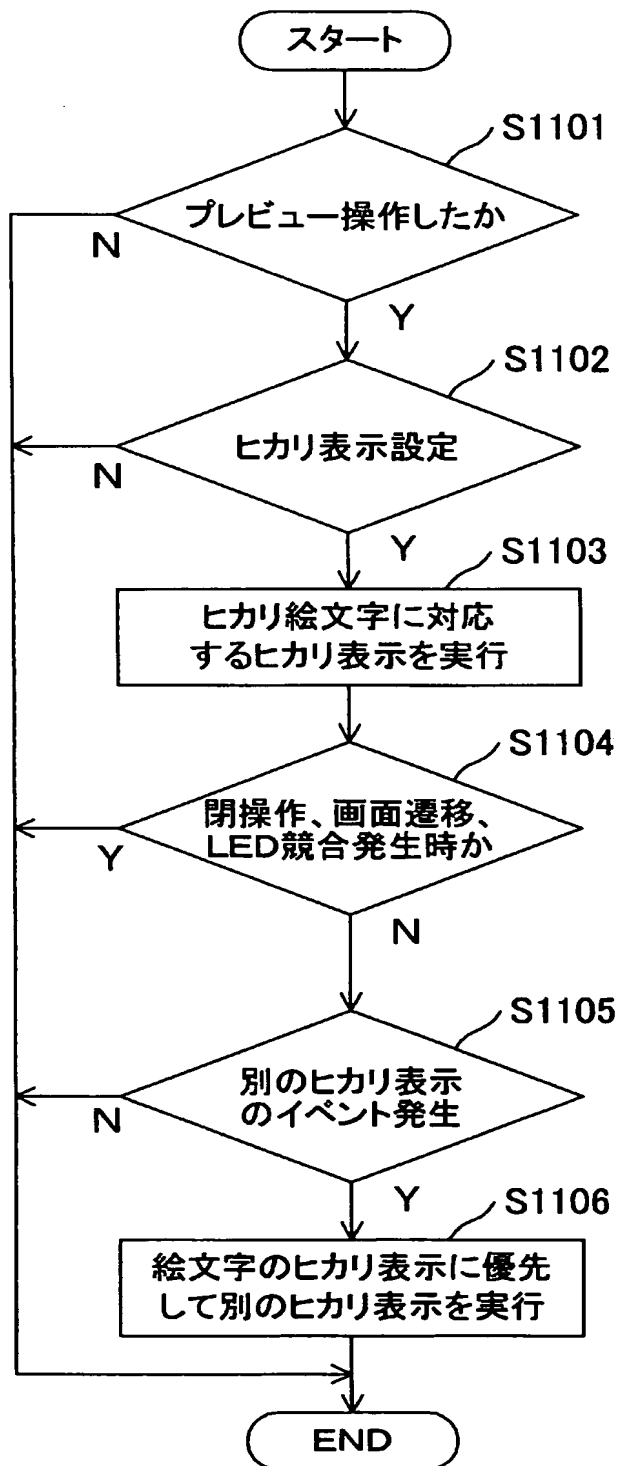 スタート
S1101
プレビュー操作したか
N
Y
S1102
ヒカリ表示設定
N
Y
S1103
ヒカリ絵文字に対応
するヒカリ表示を実行
S1104
閉操作、画面遷移、
LED競合発生時か
Y
N
S1105
別のヒカリ表示
のイベント発生
N
Y
S1106
絵文字のヒカリ表示に優先
して別のヒカリ表示を実行
END